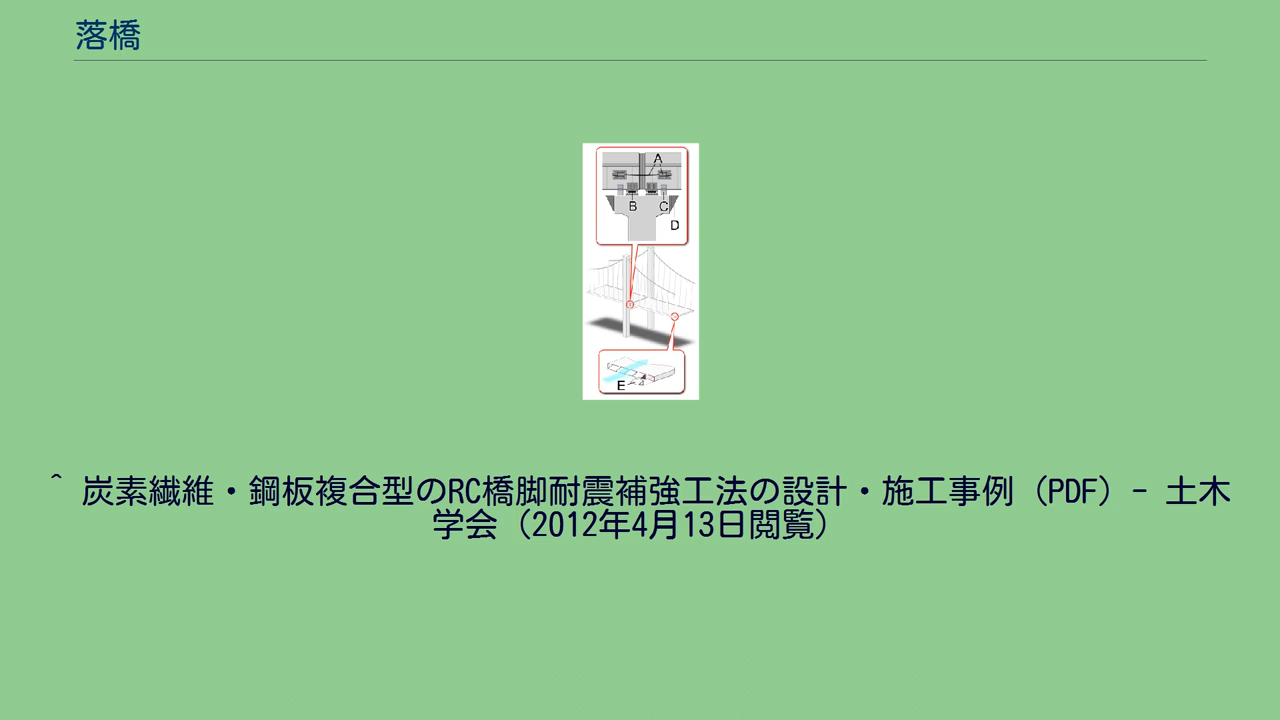 落橋
A
B
C
D
E
^ 炭素繊維・鋼板複合型のRC橋脚耐震補強工法の設計・施工事例（PDF）- 土木
学会（2012年4月13日閲覧）